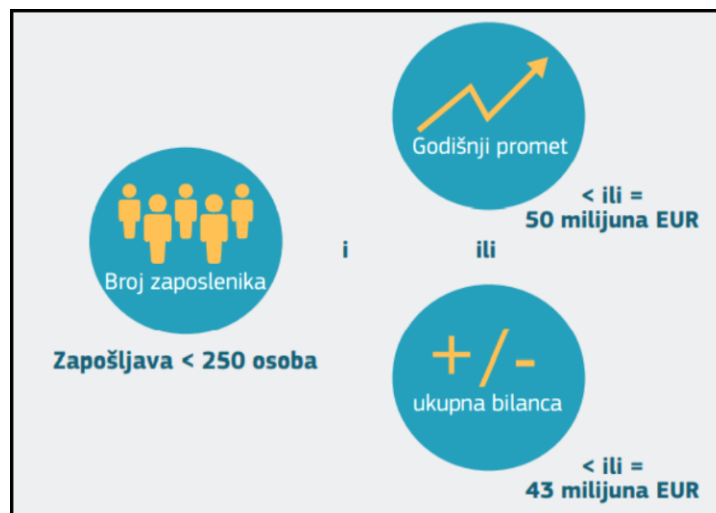 Godišnji promet
< ili =
50 milijuna EUR
Broj zaposlenika
i
ili
Zapošljava < 250 osoba
+/-
ukupna bilanca
< ili =
43 milijuna EUR